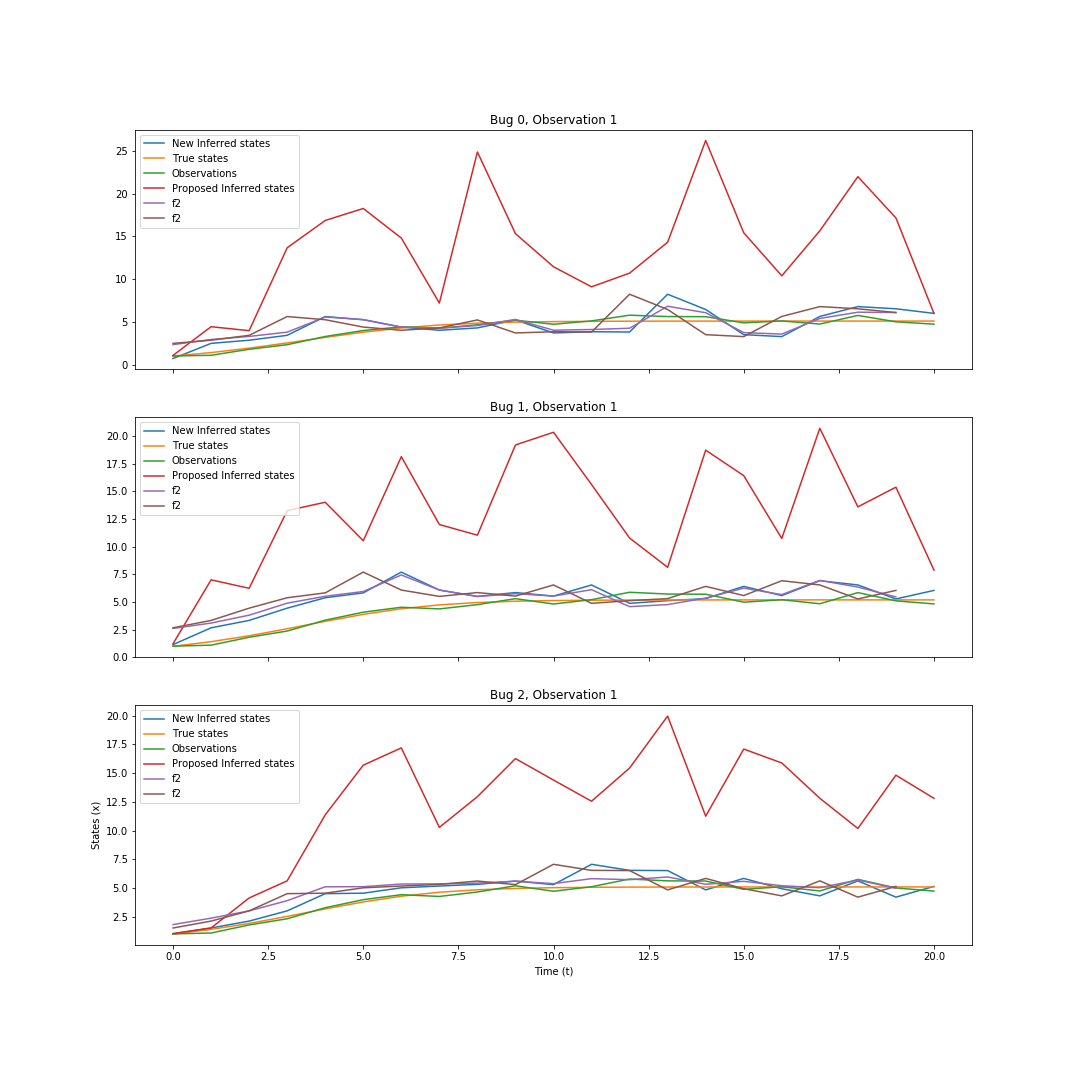 Bug 0, Observation 1
New Inferred states
True states
Observations
Proposed Inferred states
f2
f2
25
20
15
10
5
0
Bug 1, Observation 1
New Inferred states
True states
Observations
Proposed Inferred states
f2
f2
20.0
17.5
15.0
12.5
10.0
7.5
5.0
2.5
0.0
Bug 2, Observation 1
New Inferred states
True states
Observations
Proposed Inferred states
f2
f2
20.0
17.5
15.0
12.5
10.0
7.5
5.0
2.5
States (x)
0.0 2.5 5.0 7.5 10.0 12.5 15.0 17.5 20.0
Time (t)